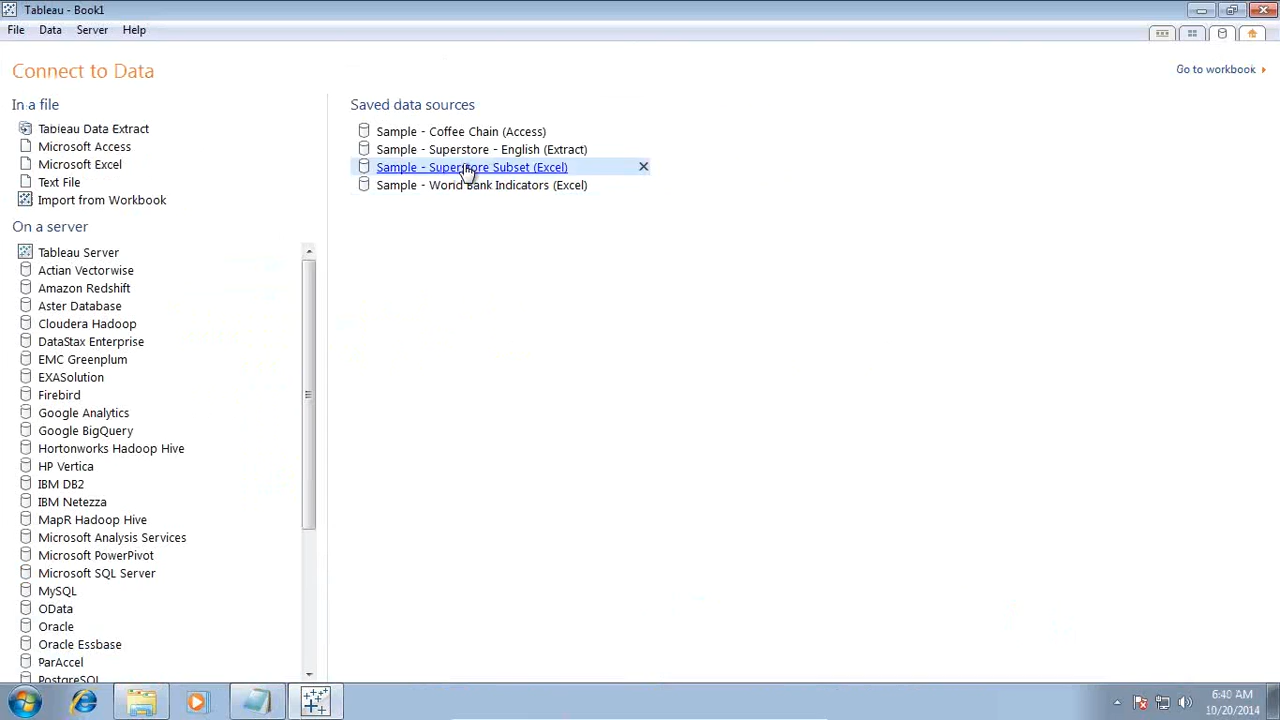 Tableau - Book1
File Data Server Help
Connect to Data
Go to workbook
In a file
Tableau Data Extract
Microsoft Access
Microsoft Excel
Text File
Import from Workbook
On a server
Tableau Server
Actian Vectorwise
Amazon Redshift
Aster Database
Cloudera Hadoop
DataStax Enterprise
EMC Greenplum
EXASolution
Firebird
Google Analytics
Google BigQuery
Hortonworks Hadoop Hive
HP Vertica
IBM DB2
IBM Netezza
MapR Hadoop Hive
Microsoft Analysis Services
Microsoft PowerPivot
Microsoft SQL Server
MySQL
OData
Oracle
Oracle Essbase
ParAccel
PostgreSQL
Saved data sources
Sample - Coffee Chain (Access)
Sample - Superstore - English (Extract)
Sample - Superstore Subset (Excel)
Sample - World Bank Indicators (Excel)
6:40 AM
10/20/2014